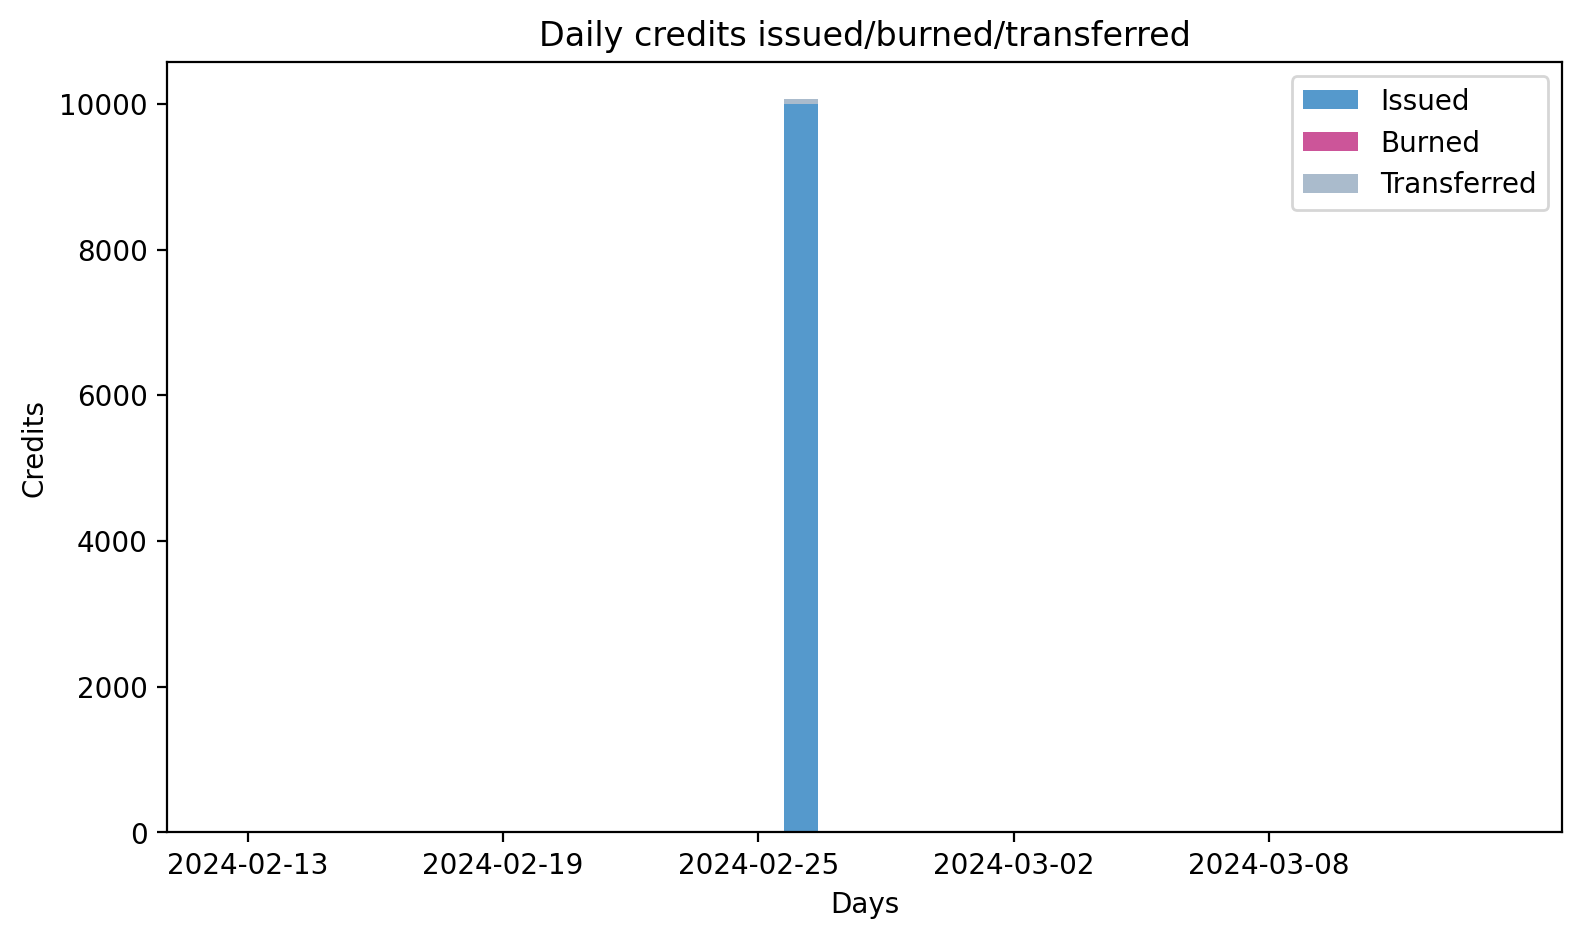 Daily credits issued/burned/transferred
Issued
Burned
Transferred
10000
8000
6000
4000
2000
0
Credits
2024-02-13
2024-02-19
2024-02-25
2024-03-02
2024-03-08
Days